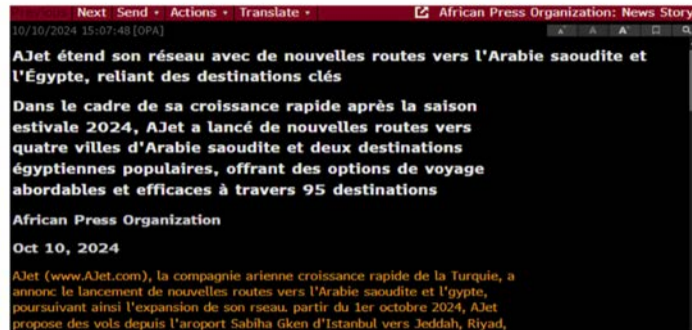 Previous Next Send • Actions • Translate • African Press Organization: News Story
10/10/2024 15:07:48 [OPA] A A A
AJet étend son réseau avec de nouvelles routes vers l'Arabie saoudite et
l'Égypte, reliant des destinations clés
Dans le cadre de sa croissance rapide après la saison
estivale 2024, AJet a lancé de nouvelles routes vers
quatre villes d'Arabie saoudite et deux destinations
égyptiennes populaires, offrant des options de voyage
abordables et efficaces à travers 95 destinations
African Press Organization
Oct 10, 2024
AJet (www.AJet.com), la compagnie arienne croissance rapide de la Turquie, a
annonc le lancement de nouvelles routes vers l'Arabie saoudite et l'gypte,
poursuivant ainsi l'expansion de son rseau. partir du 1er octobre 2024, AJet
propose des vols depuis l'aroport Sabiha Gken d'Istanbul vers Jeddah, Riyad,